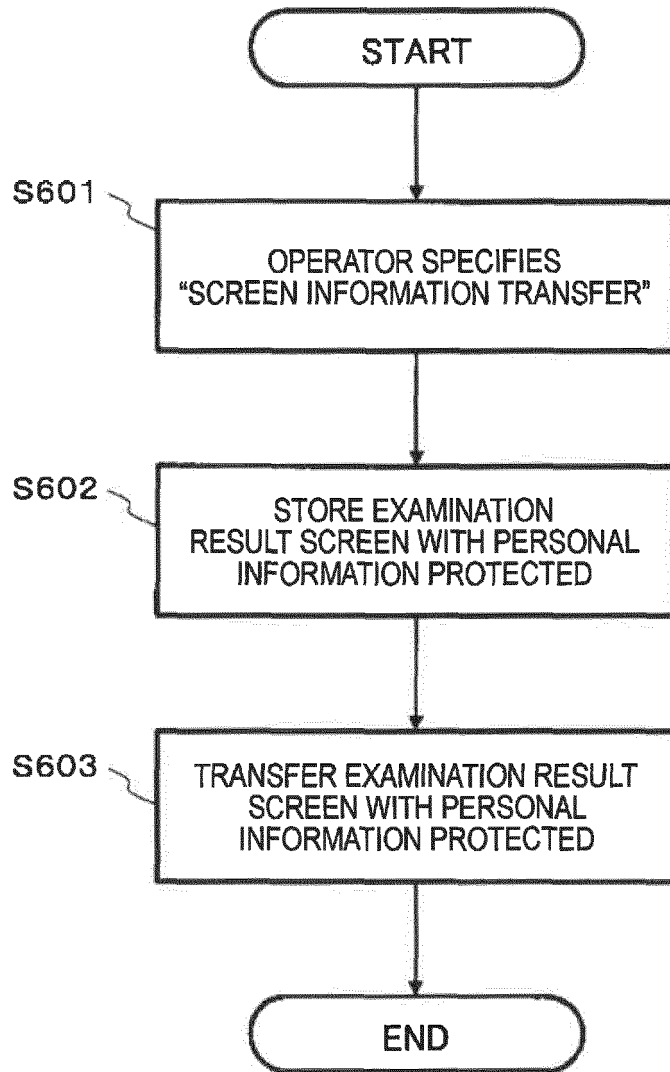 START
S601
OPERATOR SPECIFIES
“SCREEN INFORMATION TRANSFER”
S602
STORE EXAMINATION
RESULT SCREEN WITH PERSONAL
INFORMATION PROTECTED
S603
TRANSFER EXAMINATION RESULT
SCREEN WITH PERSONAL
INFORMATION PROTECTED
END